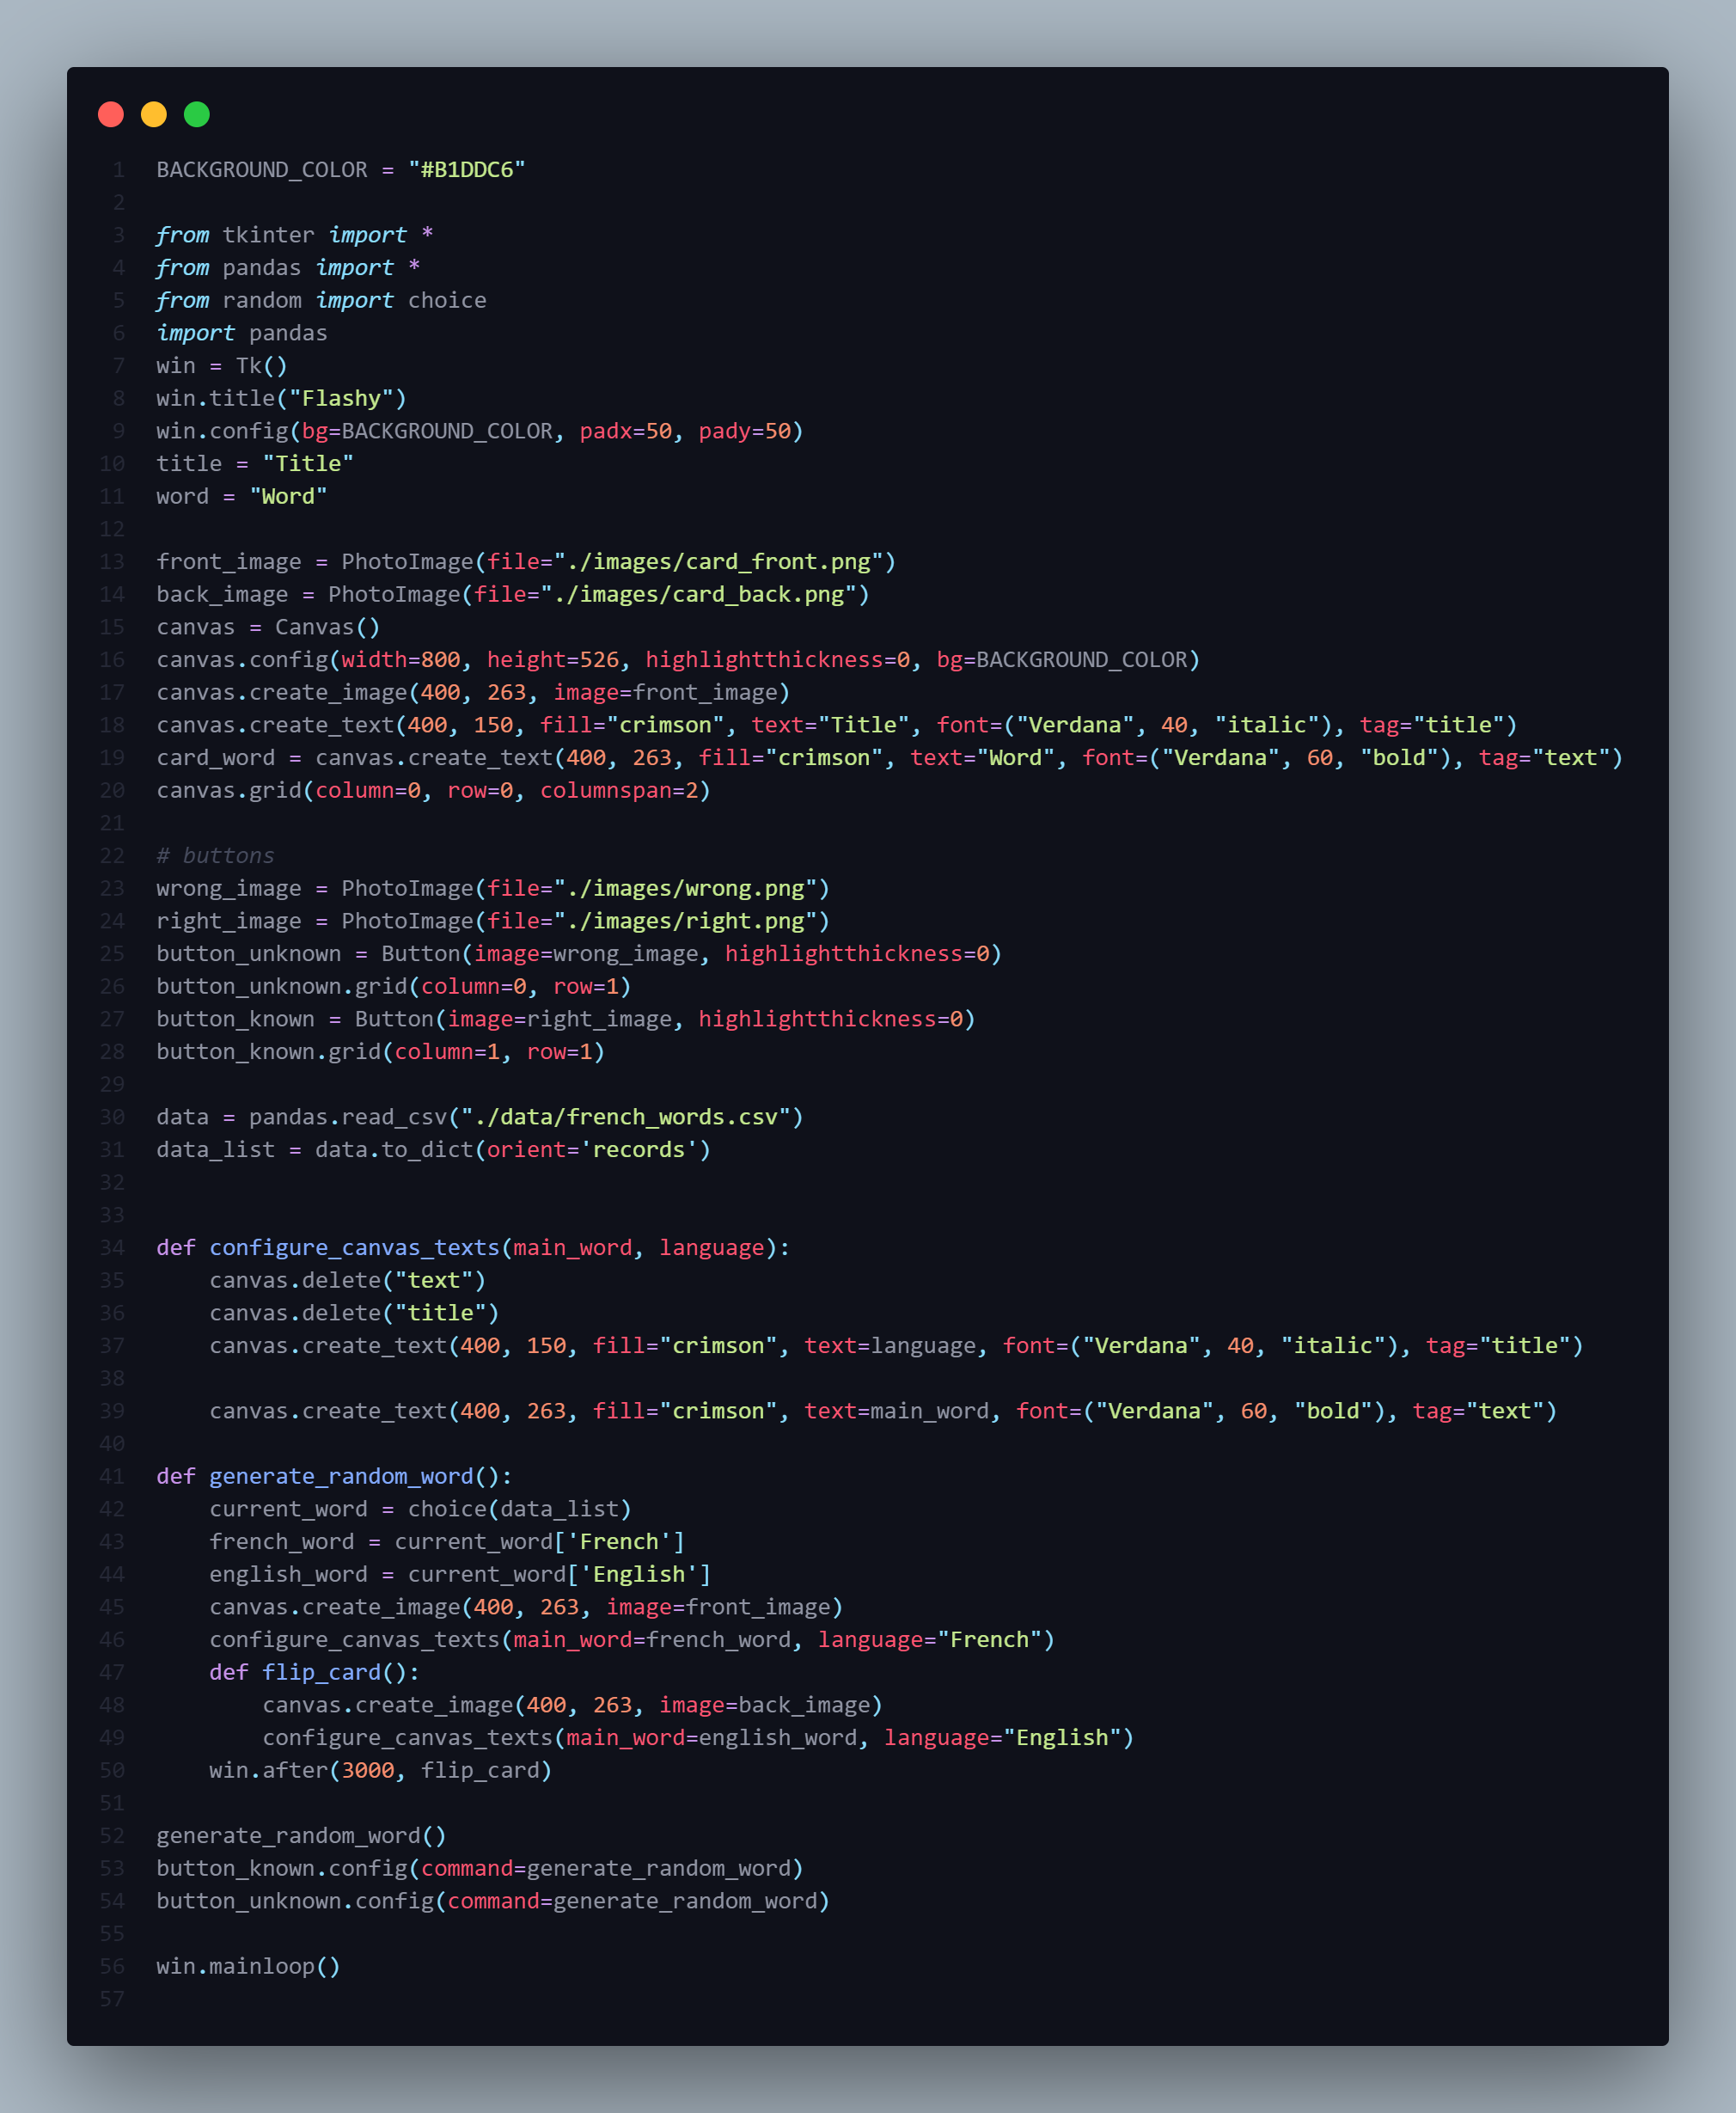 1 BACKGROUND_COLOR = "#B1DDC6"
2
3 from tkinter import *
4 from pandas import *
5 from random import choice
6 import pandas
7 win = Tk()
8 win.title("Flashy")
9 win.config(bg=BACKGROUND_COLOR, padx=50, pady=50)
10 title = "Title"
11 word = "Word"
12
13 front_image = PhotoImage(file="./images/card_front.png")
14 back_image = PhotoImage(file="./images/card_back.png")
15 canvas = Canvas()
16 canvas.config(width=800, height=526, highlightthickness=0, bg=BACKGROUND_COLOR)
17 canvas.create_image(400, 263, image=front_image)
18 canvas.create_text(400, 150, fill="crimson", text="Title", font=("Verdana", 40, "italic"), tag="title")
19 card_word = canvas.create_text(400, 263, fill="crimson", text="Word", font=("Verdana", 60, "bold"), tag="text")
20 canvas.grid(column=0, row=0, columnspan=2)
21
22 # buttons
23 wrong_image = PhotoImage(file="./images/wrong.png")
24 right_image = PhotoImage(file="./images/right.png")
25 button_unknown = Button(image=wrong_image, highlightthickness=0)
26 button_unknown.grid(column=0, row=1)
27 button_known = Button(image=right_image, highlightthickness=0)
28 button_known.grid(column=1, row=1)
29
30 data = pandas.read_csv("./data/french_words.csv")
31 data_list = data.to_dict(orient='records')
32
33
34 def configure_canvas_texts(main_word, language):
35     canvas.delete("text")
36     canvas.delete("title")
37     canvas.create_text(400, 150, fill="crimson", text=language, font=("Verdana", 40, "italic"), tag="title")
38
39     canvas.create_text(400, 263, fill="crimson", text=main_word, font=("Verdana", 60, "bold"), tag="text")
40
41 def generate_random_word():
42     current_word = choice(data_list)
43     french_word = current_word['French']
44     english_word = current_word['English']
45     canvas.create_image(400, 263, image=front_image)
46     configure_canvas_texts(main_word=french_word, language="French")
47     def flip_card():
48         canvas.create_image(400, 263, image=back_image)
49         configure_canvas_texts(main_word=english_word, language="English")
50     win.after(3000, flip_card)
51
52 generate_random_word()
53 button_known.config(command=generate_random_word)
54 button_unknown.config(command=generate_random_word)
55
56 win.mainloop()
57